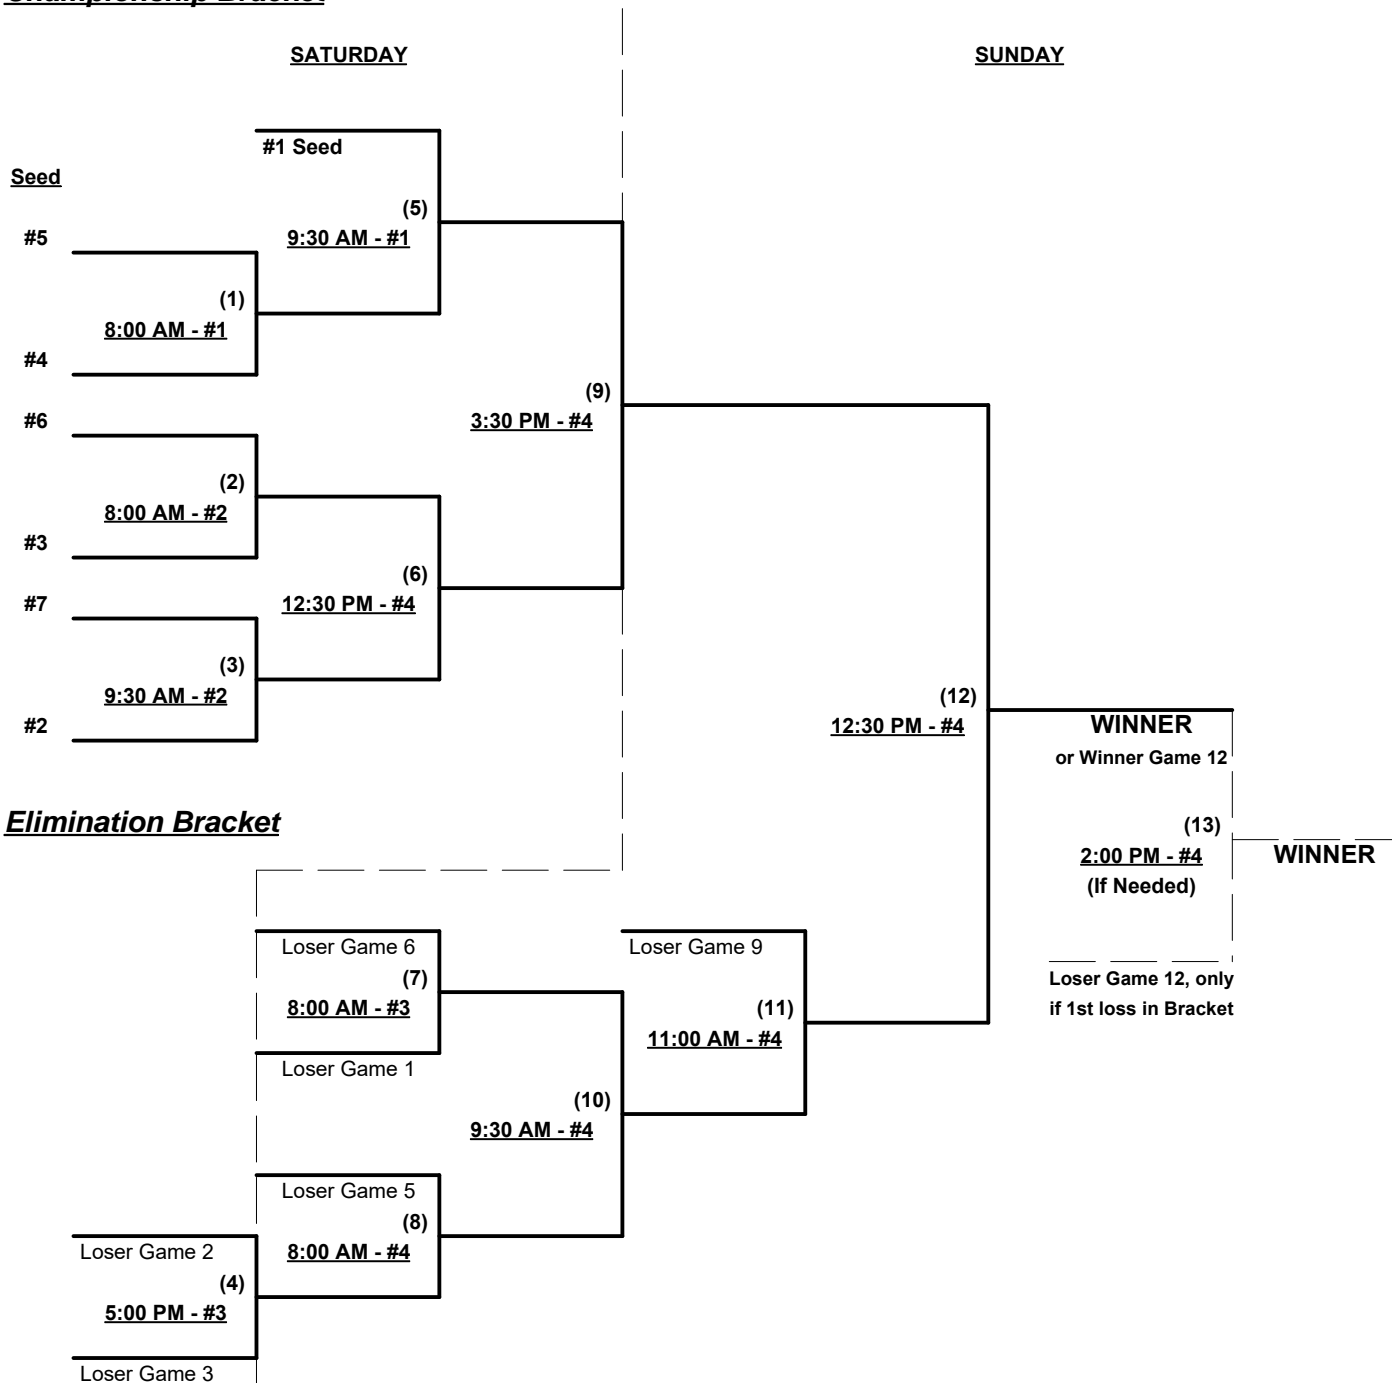 Championship Bracket
SATURDAY
SUNDAY
#1 Seed
Seed
(5)
#5
9:30 AM - #1
(1)
8:00 AM - #1
#4
(9)
#6
3:30 PM - #4
(2)
8:00 AM - #2
#3
(6)
#7
12:30 PM - #4
(3)
9:30 AM - #2
(12)
#2
12:30 PM - #4
WINNER
or Winner Game 12
Elimination Bracket
(13)
2:00 PM - #4
WINNER
(If Needed)
Loser Game 6
Loser Game 9
(7)
Loser Game 12, only
8:00 AM - #3
(11)
if 1st loss in Bracket
11:00 AM - #4
Loser Game 1
(10)
9:30 AM - #4
Loser Game 5
(8)
Loser Game 2
8:00 AM - #4
(4)
5:00 PM - #3
Loser Game 3